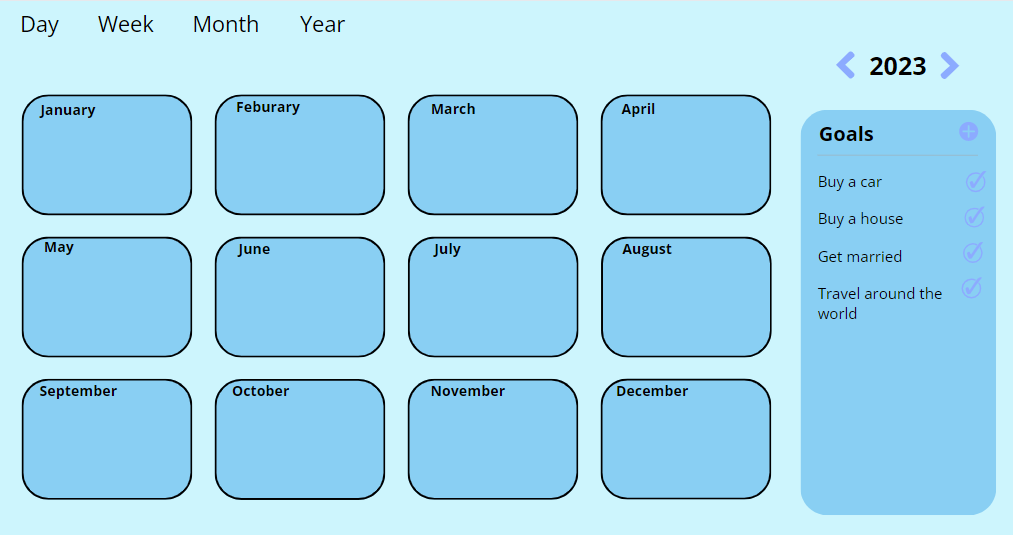 Day Week Month Year
2023
January Feburary March April
May June July August
September October November December
Goals
Buy a car
Buy a house
Get married
Travel around the
world